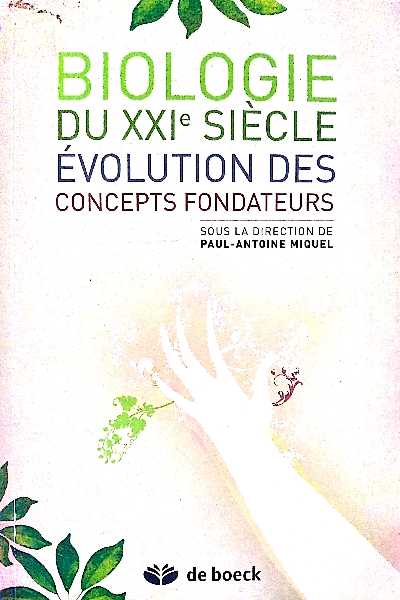 BIOLOGIE
DU XXIe SIÈCLE
ÉVOLUTION DES
CONCEPTS FONDATEURS
SOUS LA DIRECTION DE
PAUL-ANTOINE MIQUEL
de boeck